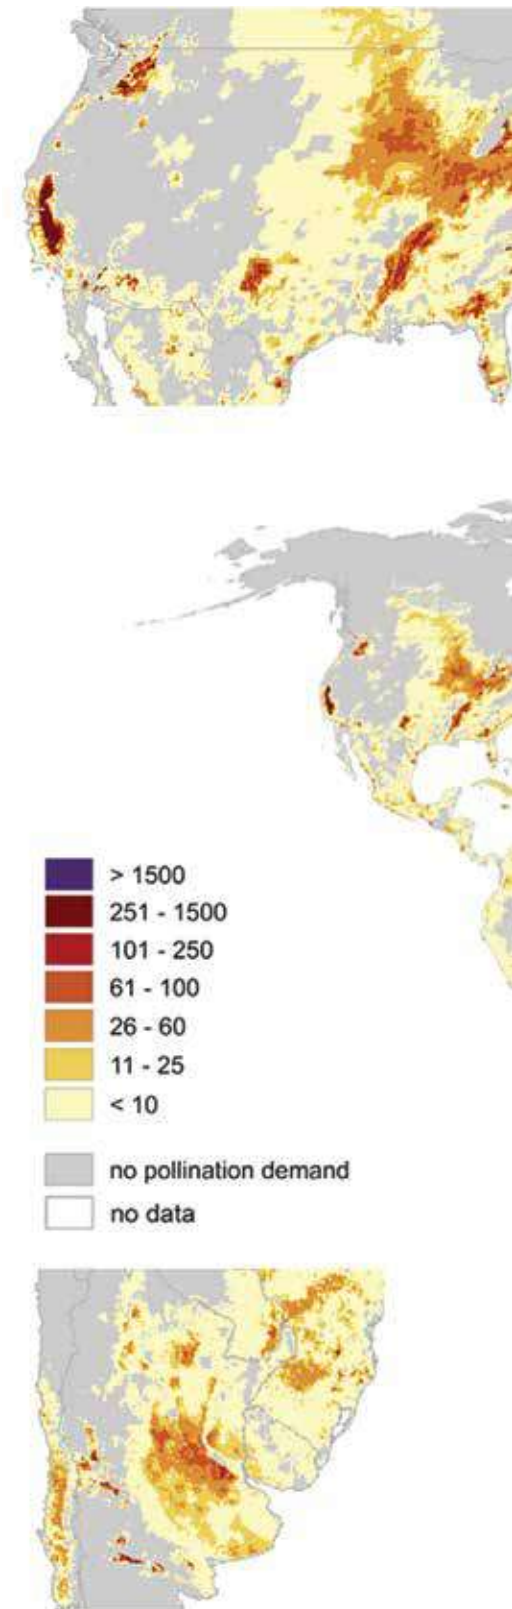 > 1500
251 - 1500
101 - 250
61 - 100
26 - 60
11 - 25
< 10
no pollination demand
no data